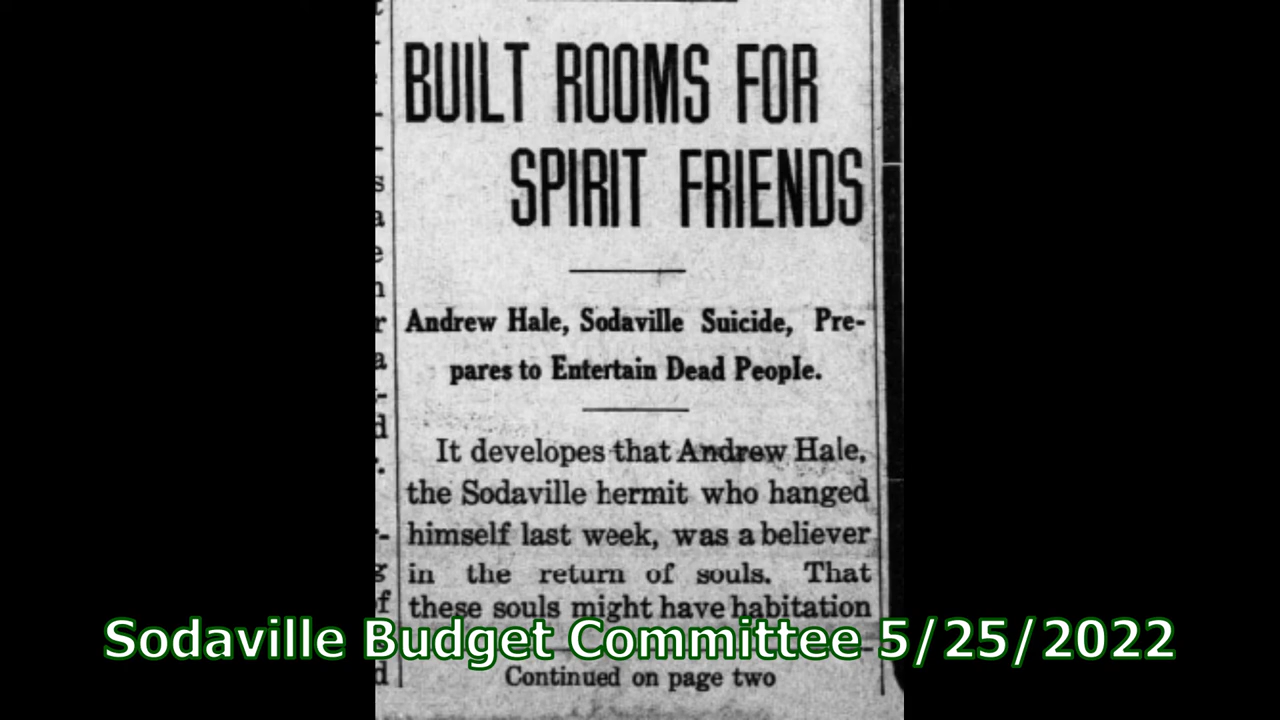 BUILT ROOMS FOR
SPIRIT FRIENDS
Andrew Hale, Sodaville Suicide, Pre-
pares to Entertain Dead People.
It developes that Andrew Hale,
the Sodaville hermit who hanged
himself last week, was a believer
in the return of souls. That
these souls might have habitation
Sodaville Budget Committee 5/25/2022
Continued on page two